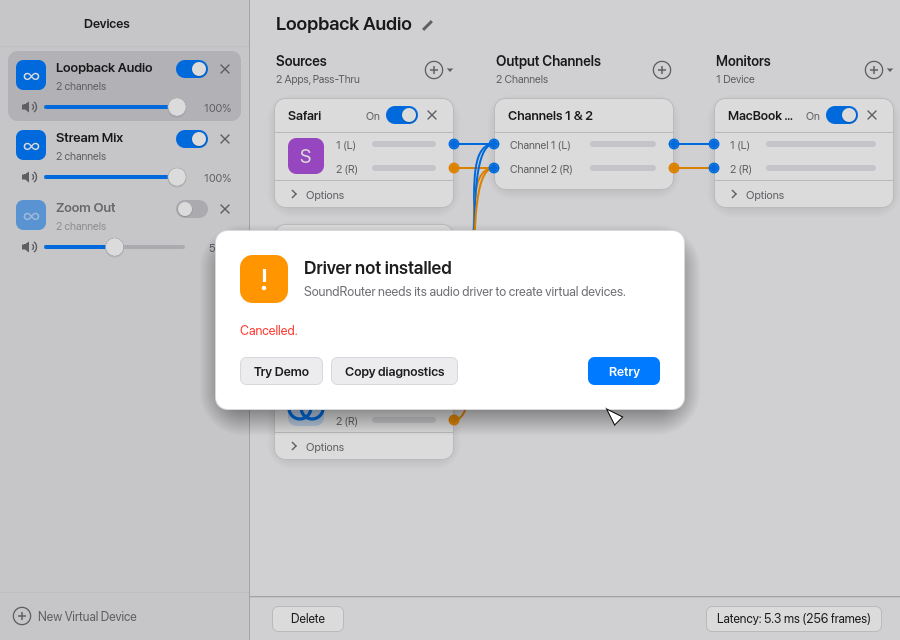 Devices
Loopback Audio
2 channels
100%
Stream Mix
2 channels
100%
Zoom Out
2 channels
New Virtual Device
Loopback Audio
Sources
2 Apps, Pass-Thru
Output Channels
2 Channels
Monitors
1 Device
Safari
On
S
1 (L)
2 (R)
Options
Channels 1 & 2
Channel 1 (L)
Channel 2 (R)
MacBook ...
On
1 (L)
2 (R)
Options
Driver not installed
SoundRouter needs its audio driver to create virtual devices.
Cancelled.
Try Demo
Copy diagnostics
Retry
2 (R)
Options
Delete
Latency: 5.3 ms (256 frames)